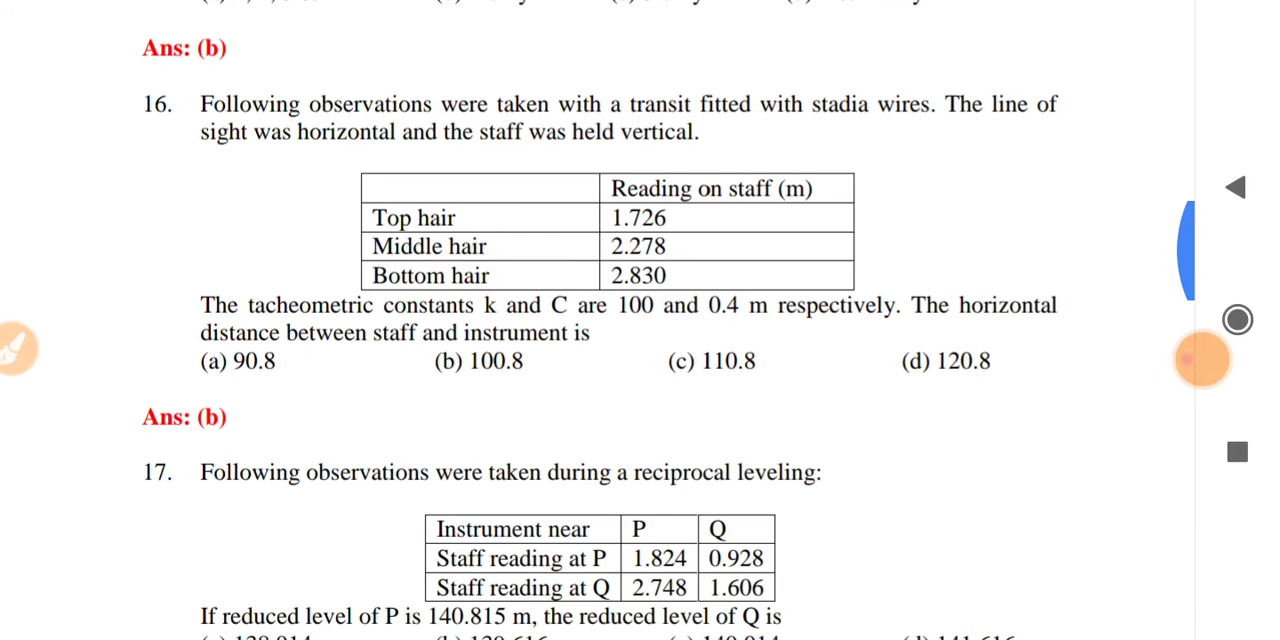 Ans: (b)
16. Following observations were taken with a transit fitted with stadia wires. The line of
sight was horizontal and the staff was held vertical.
Reading on staff (m)
Top hair 1.726
Middle hair 2.278
Bottom hair 2.830
The tacheometric constants k and C are 100 and 0.4 m respectively. The horizontal
distance between staff and instrument is
(a) 90.8 (b) 100.8 (c) 110.8 (d) 120.8
Ans: (b)
17. Following observations were taken during a reciprocal leveling:
Instrument near P Q
Staff reading at P 1.824 0.928
Staff reading at Q 2.748 1.606
If reduced level of P is 140.815 m, the reduced level of Q is